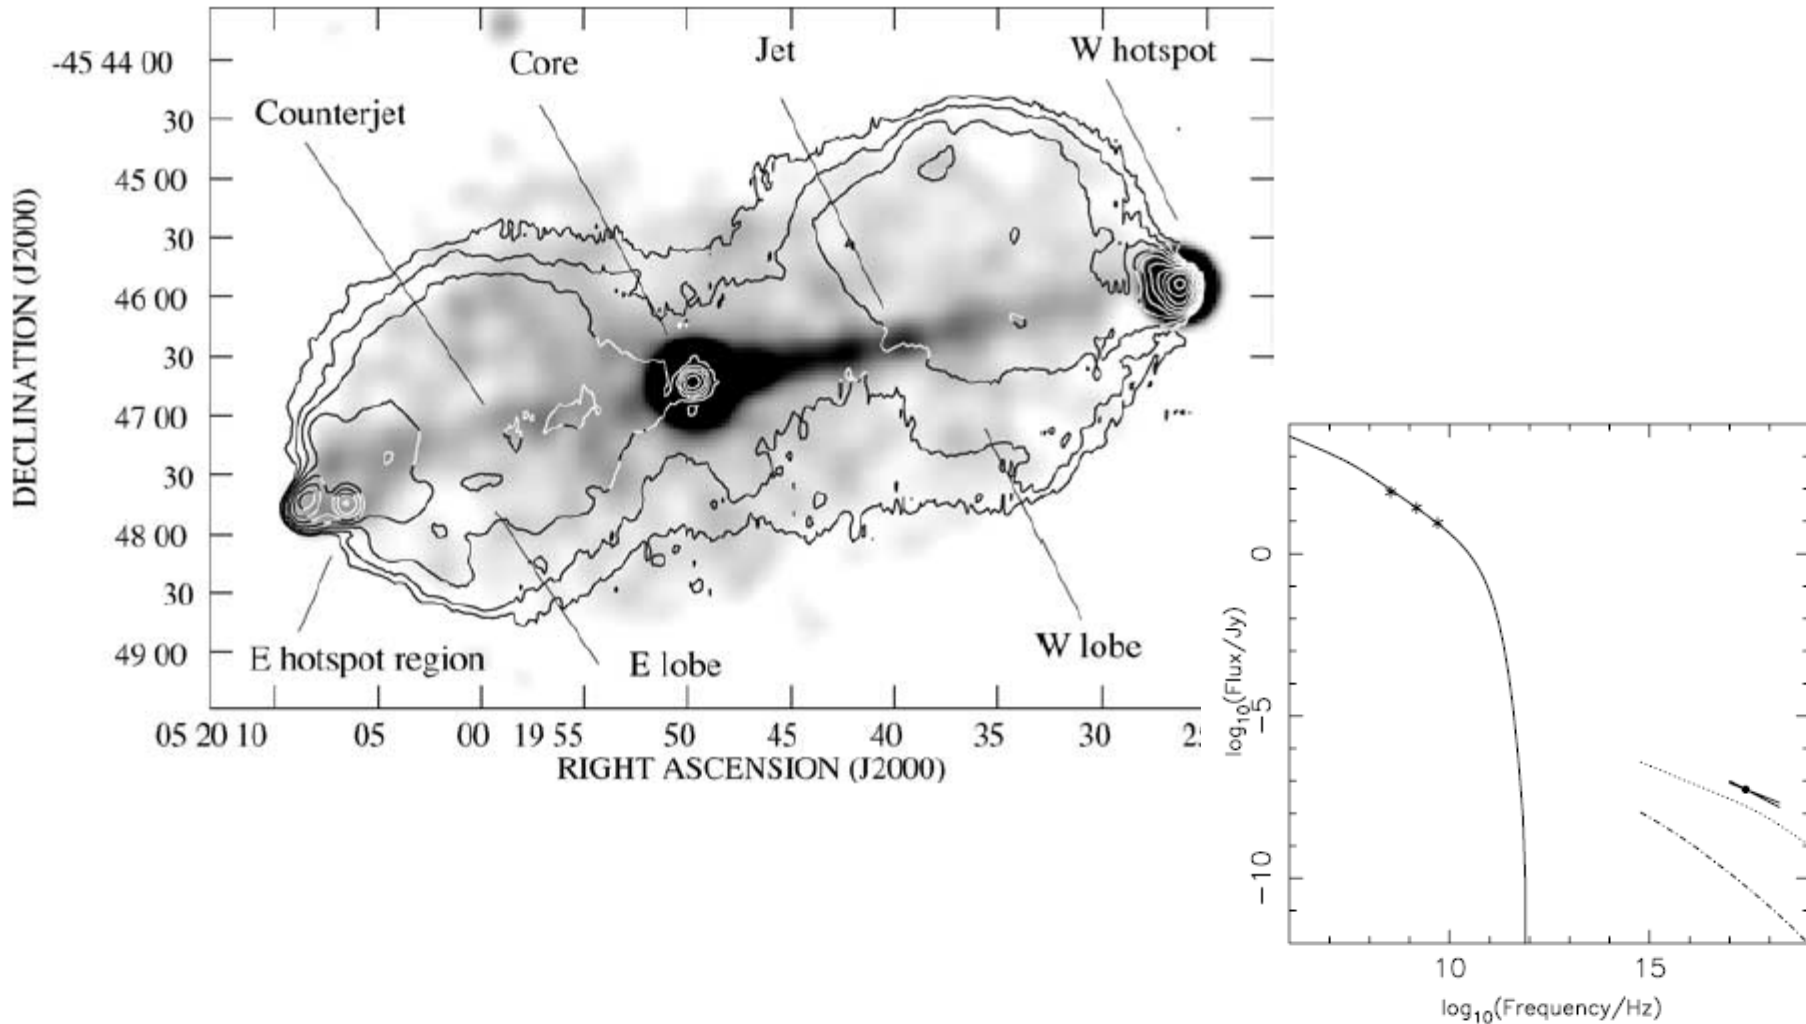 Jet
W hotspot
Core
Counterjet
-45 44 00
30
45 00
30
46 00
30
47 00
30
48 00
30
49 00
DECLINATION (J2000)
E hotspot region
E lobe
W lobe
05 20 10
05
00
19 55
50
45
40
35
30
RIGHT ASCENSION (J2000)
log10(Flux/Jy)
0
−5
−10
10
15
log10(Frequency/Hz)